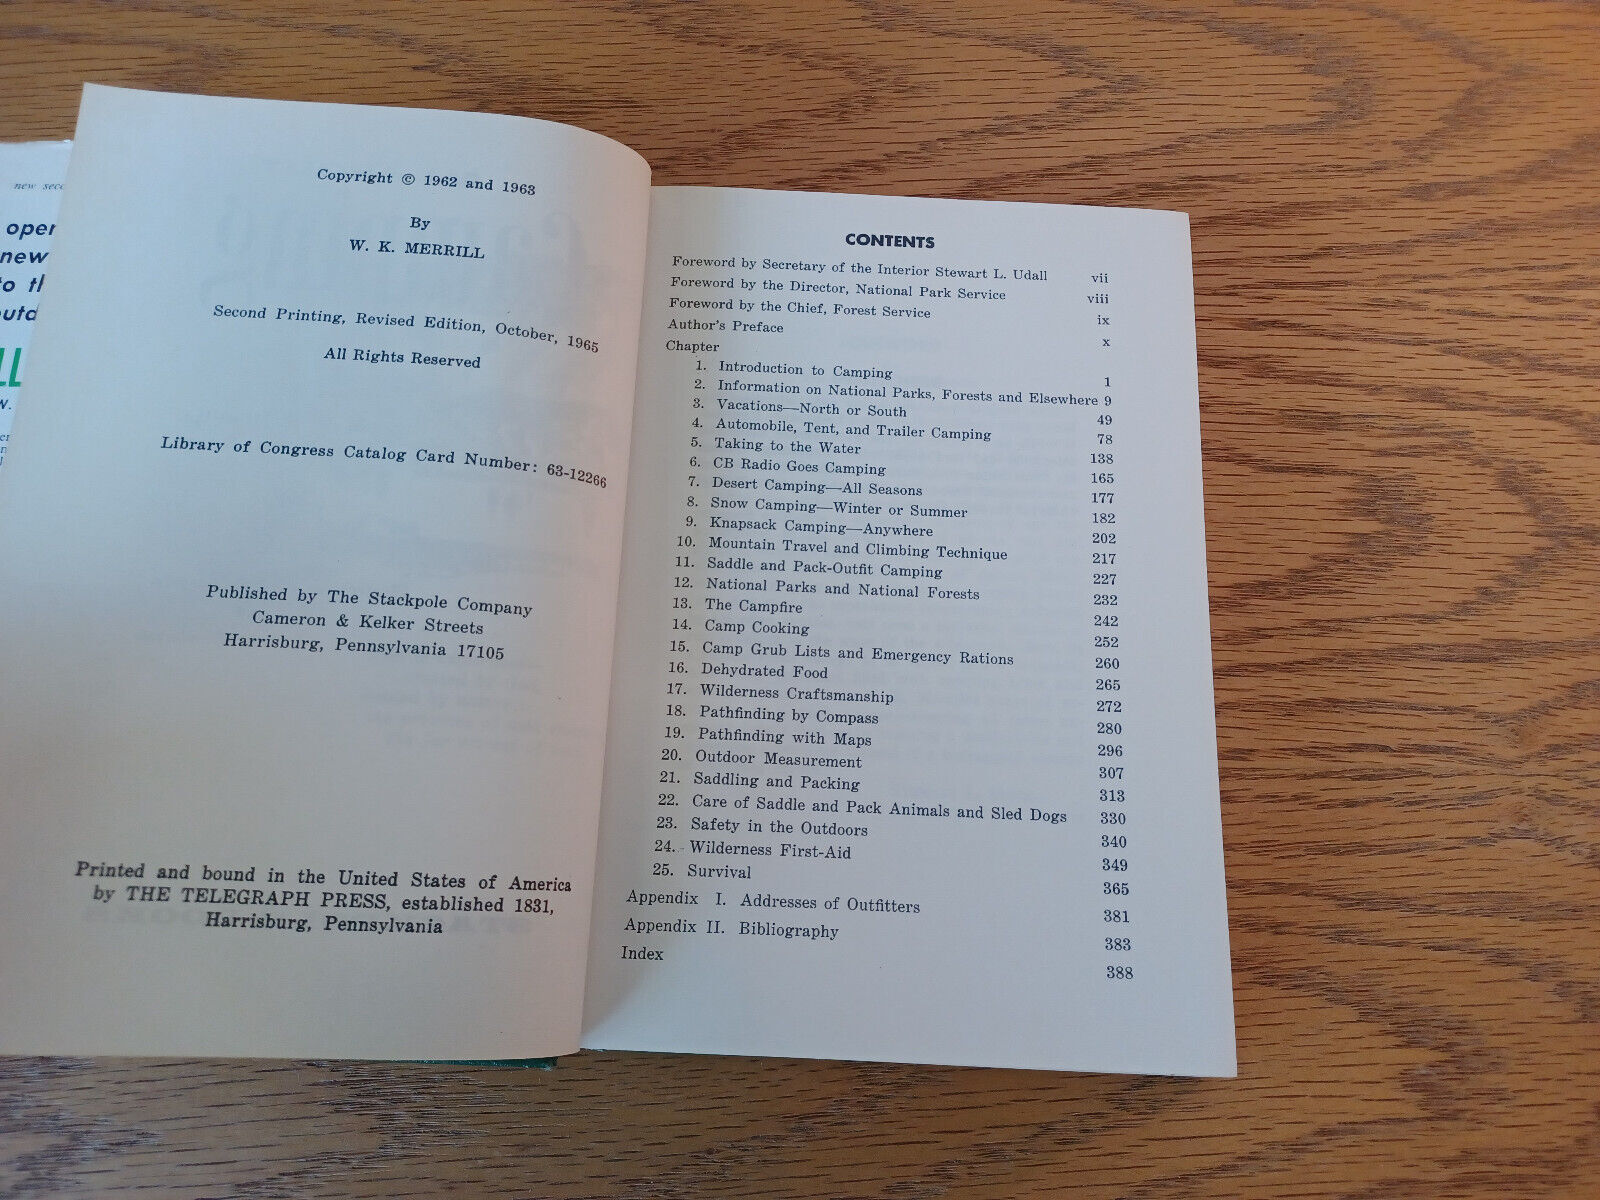 new
oper
new
to
LL
W.
Copyright © 1962 and 1963
By
W. K. MERRILL
Second Printing, Revised Edition, October, 1965
All Rights Reserved
Library of Congress Catalog Card Number: 63-12266
Published by The Stackpole Company
Cameron & Kelker Streets
Harrisburg, Pennsylvania 17105
Printed and bound in the United States of America
by THE TELEGRAPH PRESS, established 1831,
Harrisburg, Pennsylvania
CONTENTS
Foreword by Secretary of the Interior Stewart L. Udall vii
Foreword by the Director, National Park Service viii
Foreword by the Chief, Forest Service ix
Author's Preface x
Chapter
1. Introduction to Camping 1
2. Information on National Parks, Forests and Elsewhere 9
3. Vacations—North or South 49
4. Automobile, Tent, and Trailer Camping 78
5. Taking to the Water 138
6. CB Radio Goes Camping 165
7. Desert Camping—All Seasons 177
8. Snow Camping—Winter or Summer 182
9. Knapsack Camping—Anywhere 202
10. Mountain Travel and Climbing Technique 217
11. Saddle and Pack-Outfit Camping 227
12. National Parks and National Forests 232
13. The Campfire 242
14. Camp Cooking 252
15. Camp Grub Lists and Emergency Rations 260
16. Dehydrated Food 265
17. Wilderness Craftsmanship 272
18. Pathfinding by Compass 280
19. Pathfinding with Maps 296
20. Outdoor Measurement 307
21. Saddling and Packing 313
22. Care of Saddle and Pack Animals and Sled Dogs 330
23. Safety in the Outdoors 340
24. Wilderness First-Aid 349
25. Survival 365
Appendix I. Addresses of Outfitters 381
Appendix II. Bibliography 383
Index 388